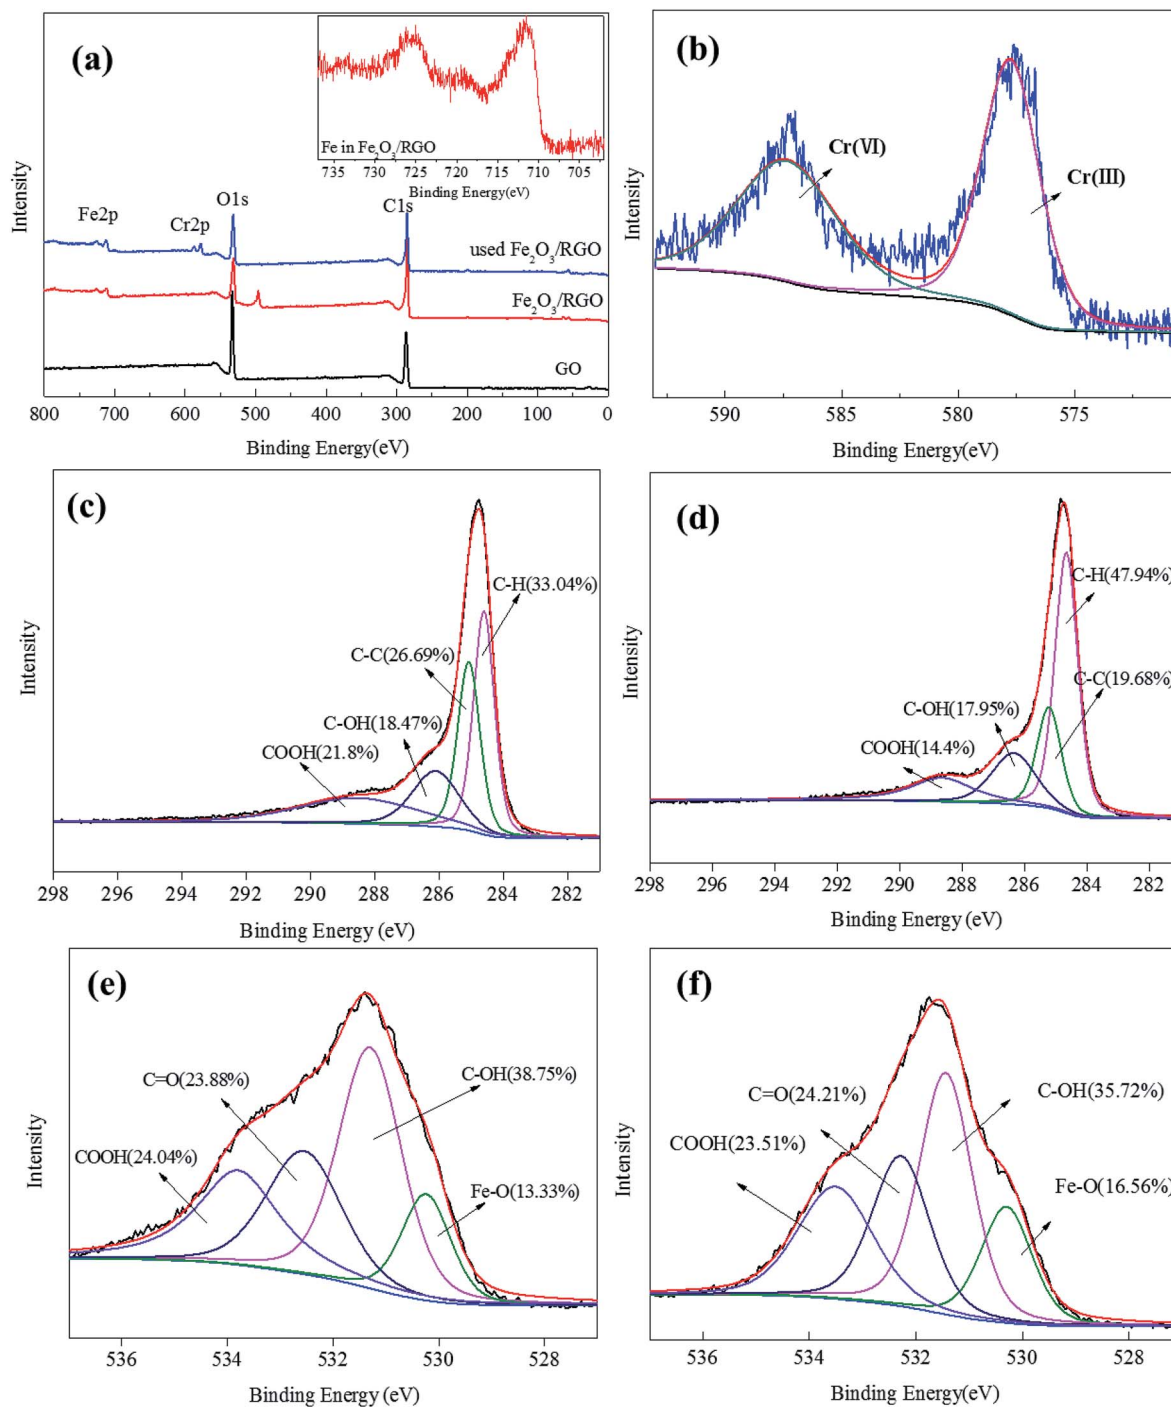 (a)
Intensity
Fe in Fe2O3/RGO
735 730 725 720 715 710 705
Binding Energy(eV)
Fe2p
Cr2p
O1s
C1s
used Fe2O3/RGO
Fe2O3/RGO
GO
800 700 600 500 400 300 200 100 0
Binding Energy(eV)
(b)
Intensity
Cr(VI)
Cr(III)
590 585 580 575
Binding Energy(eV)
(c)
Intensity
C-H(33.04%)
C-C(26.69%)
C-OH(18.47%)
COOH(21.8%)
298 296 294 292 290 288 286 284 282
Binding Energy (eV)
(d)
Intensity
C-H(47.94%)
C-C(19.68%)
C-OH(17.95%)
COOH(14.4%)
298 296 294 292 290 288 286 284 282
Binding Energy(eV)
(e)
Intensity
C=O(23.88%)
C-OH(38.75%)
COOH(24.04%)
Fe-O(13.33%)
536 534 532 530 528
Binding Energy (eV)
(f)
Intensity
C=O(24.21%)
C-OH(35.72%)
COOH(23.51%)
Fe-O(16.56%)
536 534 532 530 528
Binding Energy(eV)